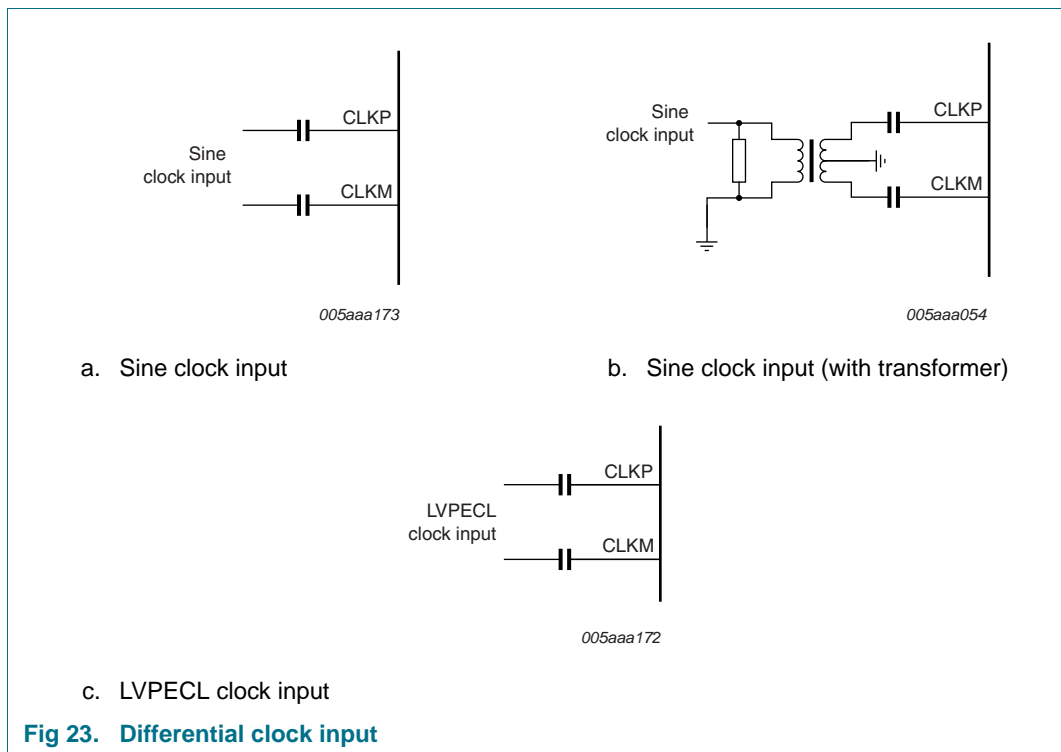 CLKP
Sine
clock input
CLKM
005aaa173
a. Sine clock input
Sine
clock input
CLKP
CLKM
005aaa054
b. Sine clock input (with transformer)
CLKP
LVPECL
clock input
CLKM
005aaa172
c. LVPECL clock input
Fig 23. Differential clock input